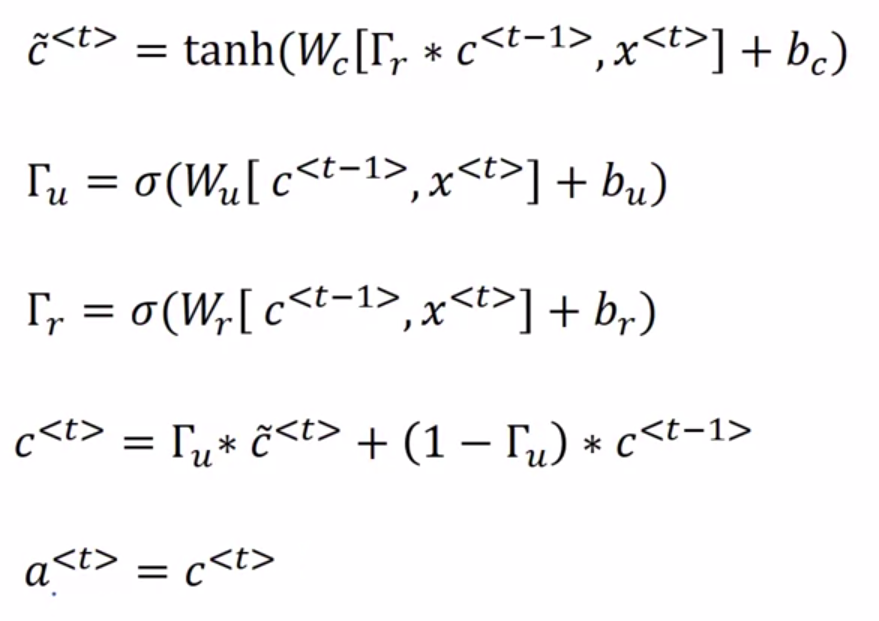 c̃^{<t>} = tanh(W_c[Γ_r * c^{<t−1>}, x^{<t>}] + b_c)
Γ_u = σ(W_u[ c^{<t−1>}, x^{<t>}] + b_u)
Γ_r = σ(W_r[ c^{<t−1>}, x^{<t>}] + b_r)
c^{<t>} = Γ_u * c̃^{<t>} + (1 − Γ_u) * c^{<t−1>}
a^{<t>} = c^{<t>}